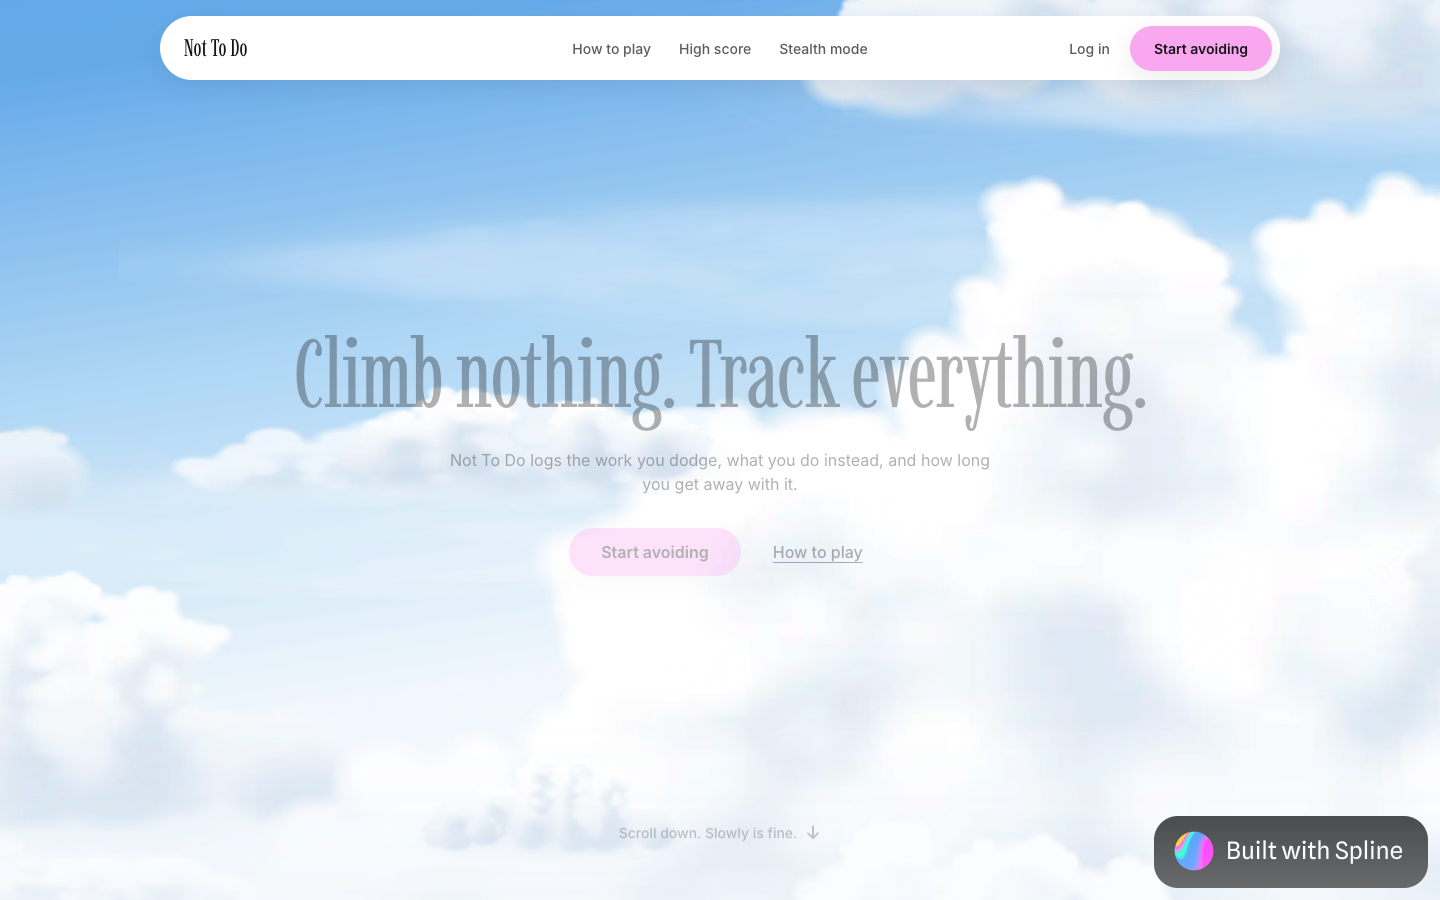 Not To Do
How to play
High score
Stealth mode
Log in
Start avoiding
Climb nothing. Track everything.
Not To Do logs the work you dodge, what you do instead, and how long
you get away with it.
Start avoiding
How to play
Scroll down. Slowly is fine.
Built with Spline